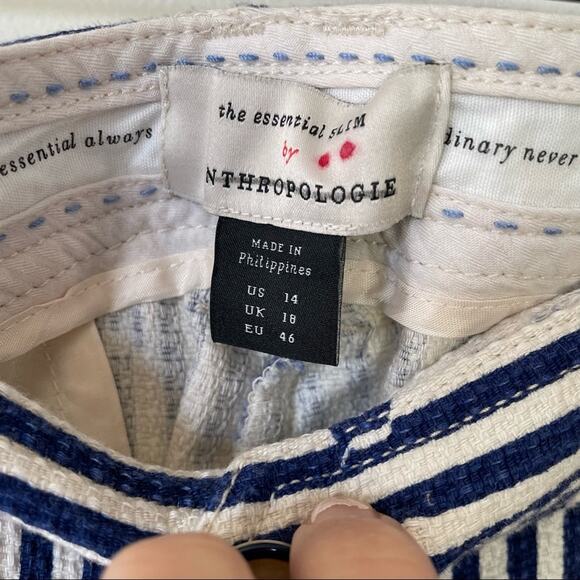 the essential SLIM
essential always
by
dinary never
NTHROPOLOGIE
MADE IN
Philippines
US 14
UK 18
EU 46